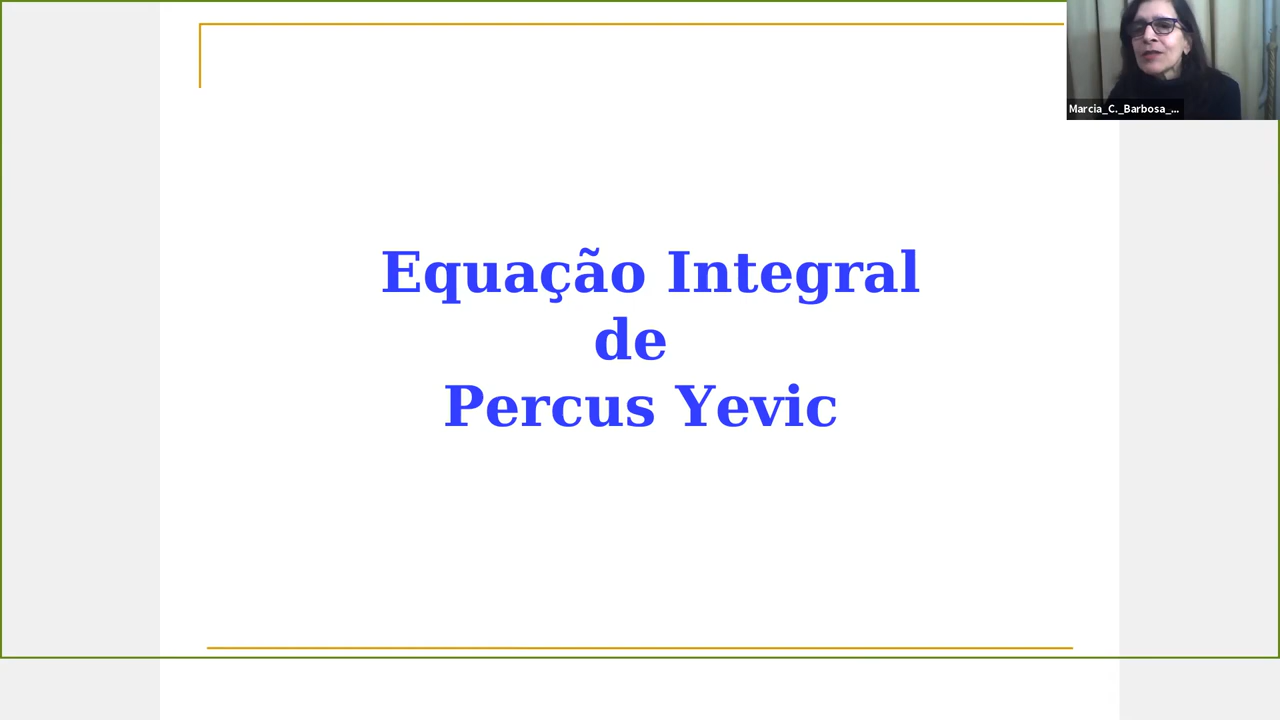 Marcia_C._Barbosa_...
Equação Integral
de
Percus Yevic